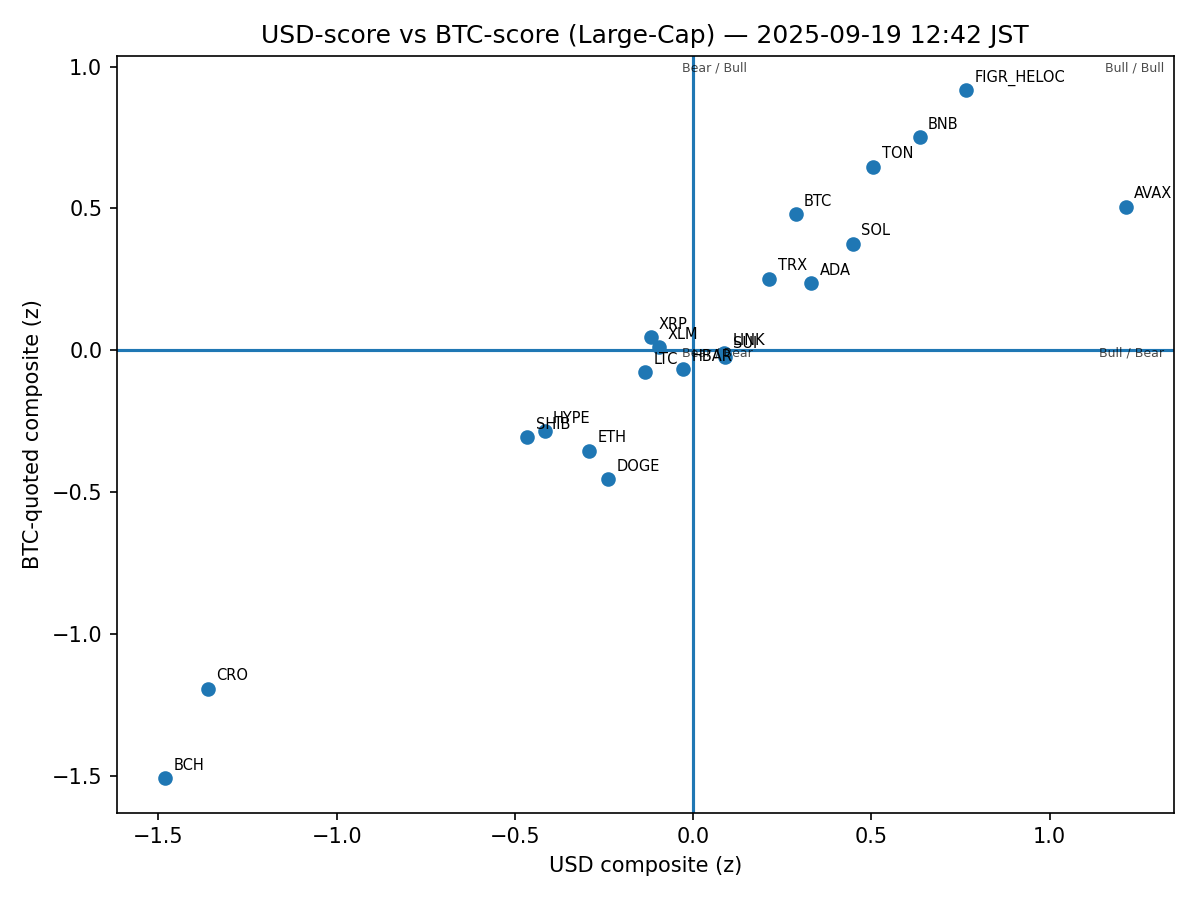 USD-score vs BTC-score (Large-Cap) — 2025-09-19 12:42 JST
Bear / Bull
Bull / Bull
FIGR_HELOC
BNB
TON
AVAX
BTC
SOL
TRX
ADA
XRP
XLM
LINK
SUI
Bear / Bear
Bull / Bear
HBAR
LTC
HYPE
SHIB
ETH
DOGE
CRO
BCH
1.0
0.5
0.0
−0.5
−1.0
−1.5
BTC-quoted composite (z)
−1.5
−1.0
−0.5
0.0
0.5
1.0
USD composite (z)